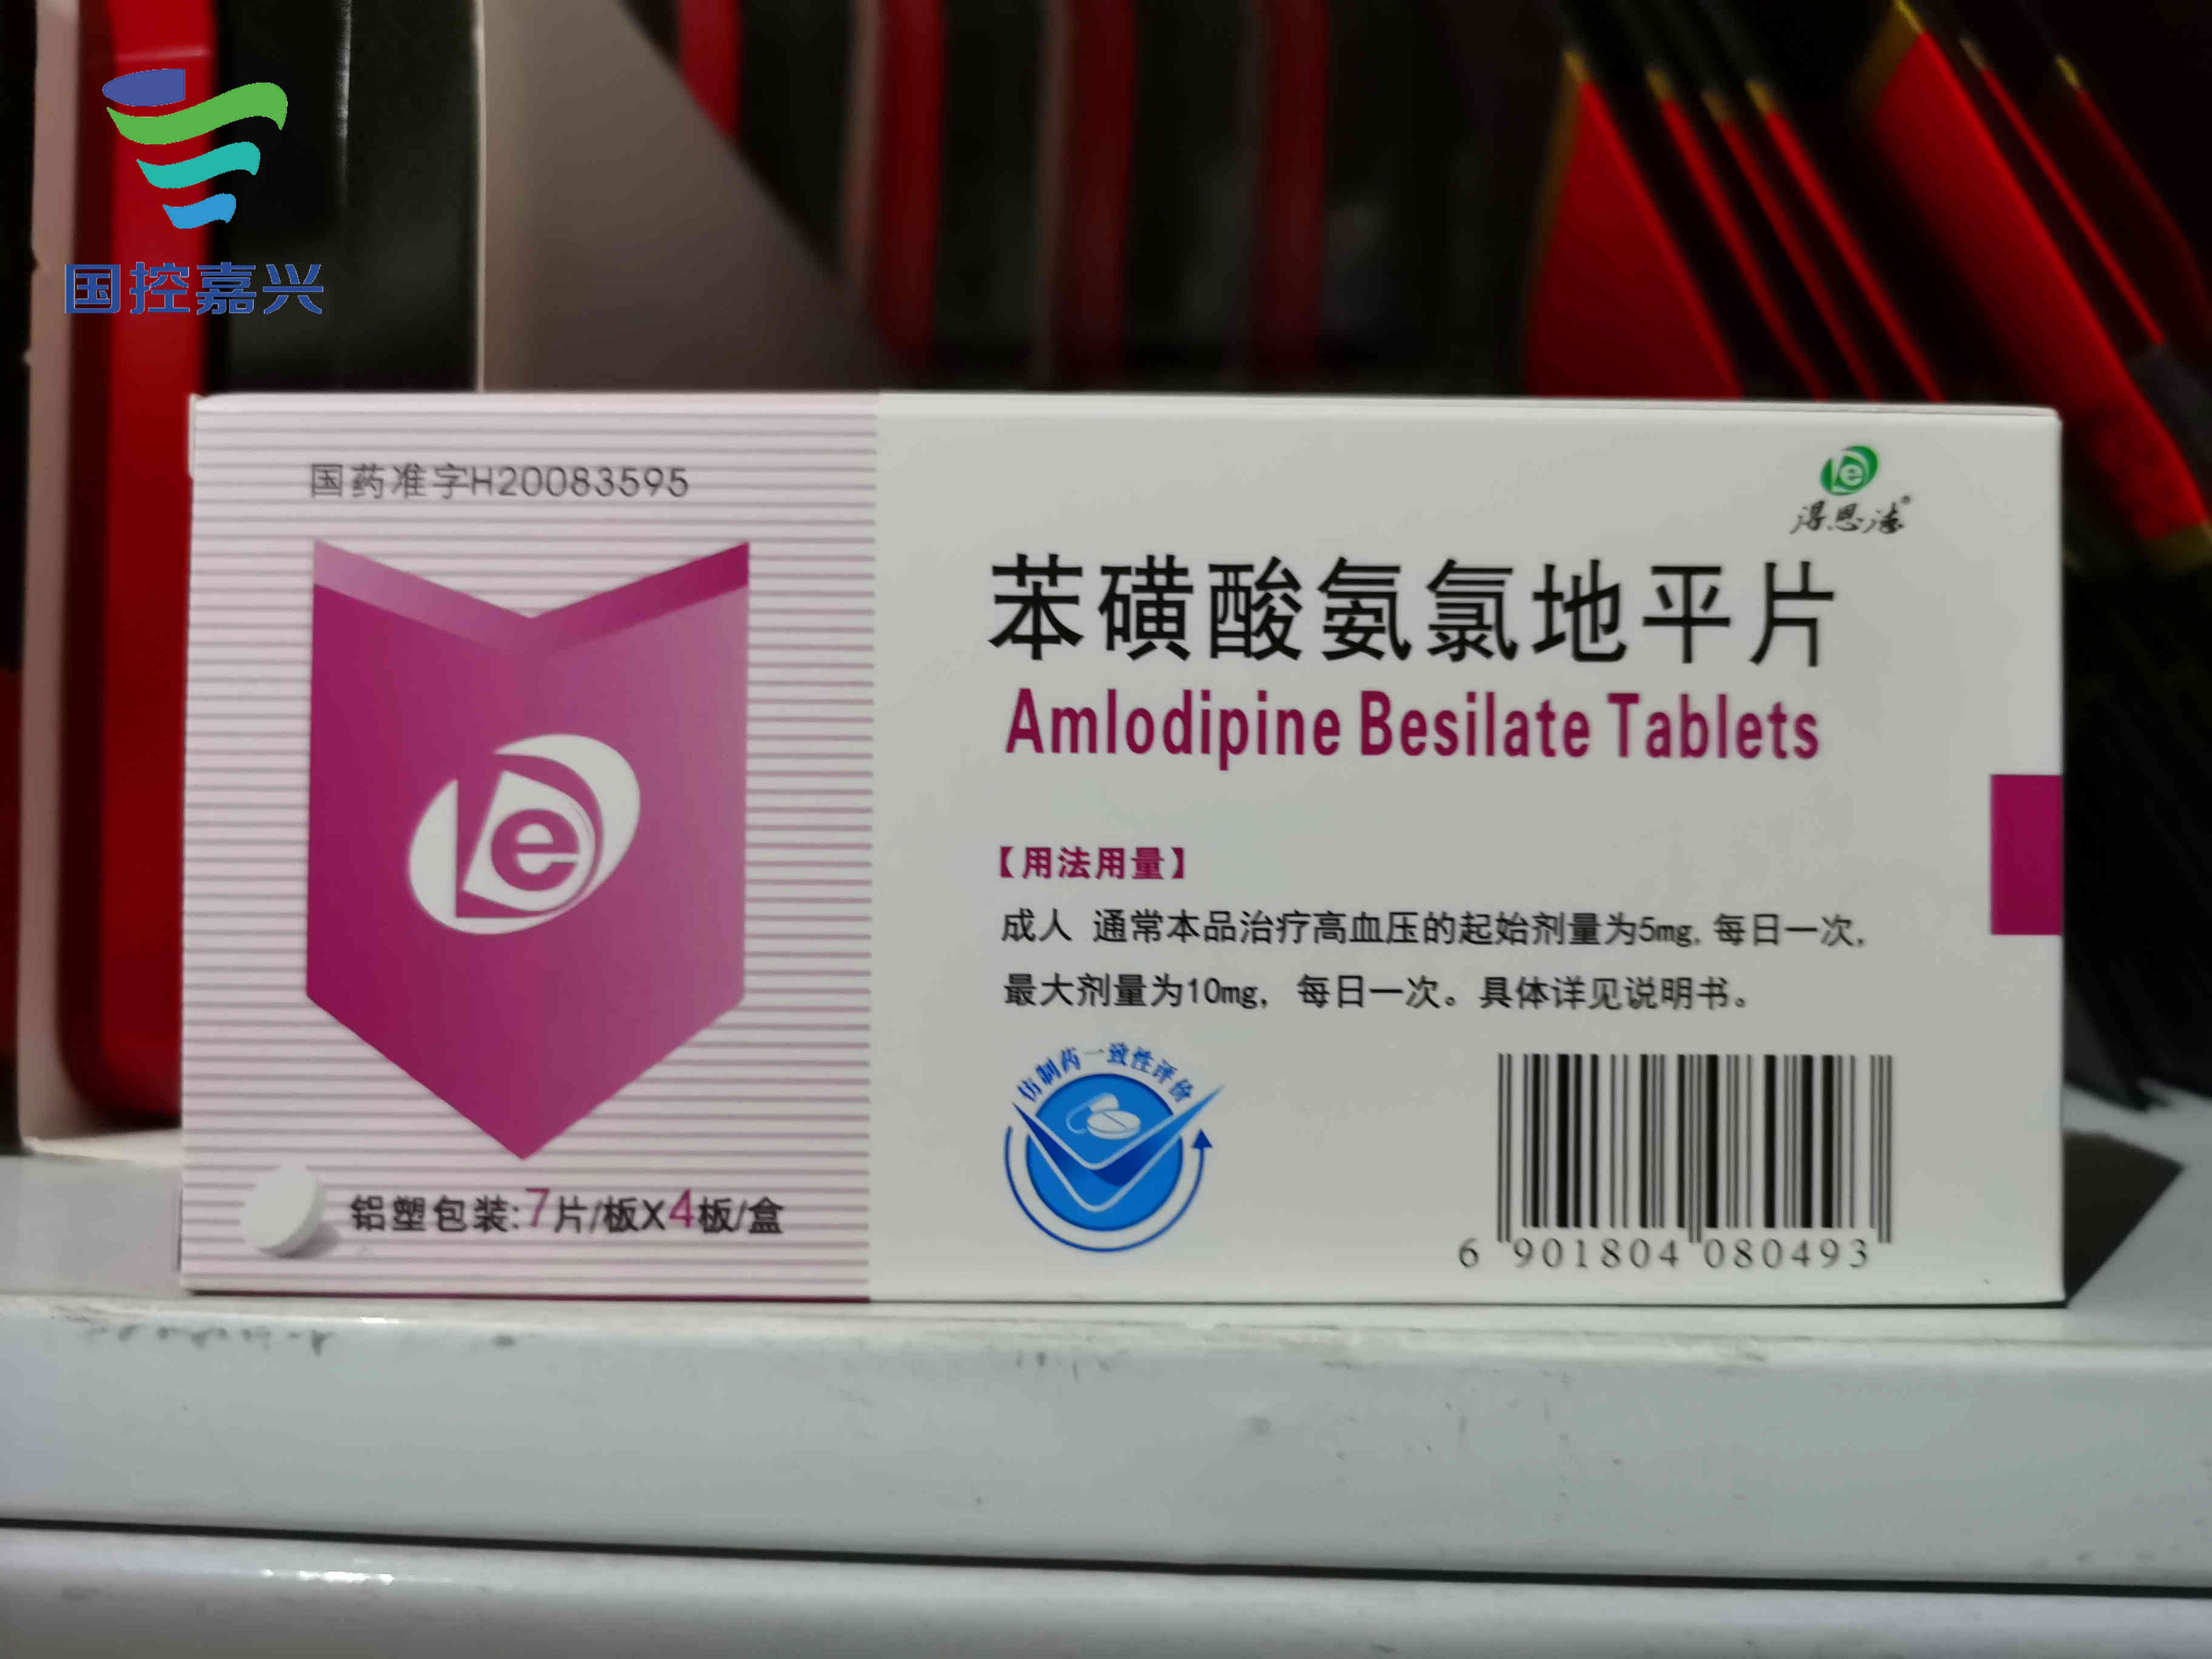 国控嘉兴
国药准字H20083595
e
铝塑包装:7片/板X4板/盒
e
得恩德®
苯磺酸氨氯地平片
Amlodipine Besilate Tablets
【用法用量】
成人 通常本品治疗高血压的起始剂量为5mg,每日一次,
最大剂量为10mg,每日一次。具体详见说明书。
仿制药一致性评价
6 901804 080493